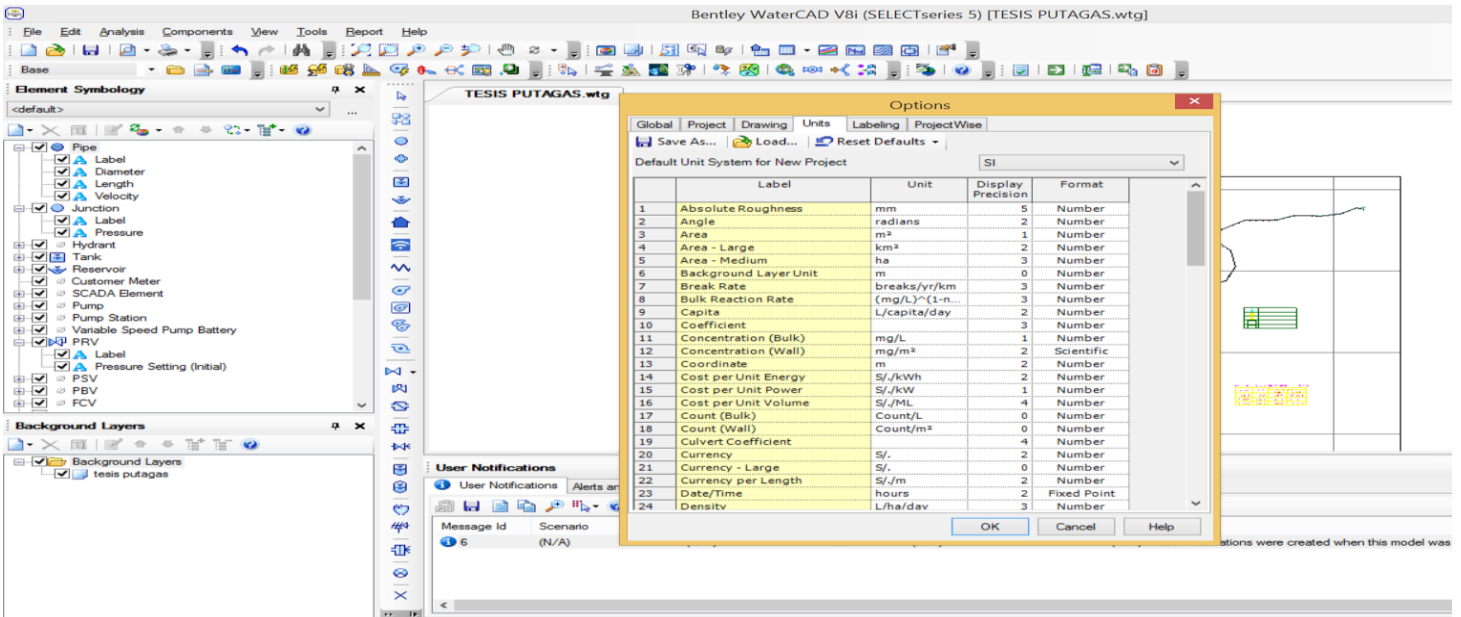 Bentley WaterCAD V8i (SELECTseries 5) [TESIS PUTAGAS.wtg]
File Edit Analysis Components View Tools Report Help
Base
Element Symbology
<default>
Pipe
Label
Diameter
Length
Velocity
Junction
Label
Pressure
Hydrant
Tank
Reservoir
Customer Meter
SCADA Element
Pump
Pump Station
Variable Speed Pump Battery
PRV
Label
Pressure Setting (Initial)
PSV
PBV
FCV
Background Layers
Background Layers
tesis putagas
TESIS PUTAGAS.wtg
Options
Global Project Drawing Units Labeling ProjectWise
Save As... Load... Reset Defaults
Default Unit System for New Project SI
Label Unit Display Precision Format
1 Absolute Roughness mm 5 Number
2 Angle radians 2 Number
3 Area m² 1 Number
4 Area - Large km² 2 Number
5 Area - Medium ha 3 Number
6 Background Layer Unit m 0 Number
7 Break Rate breaks/yr/km 3 Number
8 Bulk Reaction Rate (mg/L)^(1-n... 3 Number
9 Capita L/capita/day 2 Number
10 Coefficient 3 Number
11 Concentration (Bulk) mg/L 1 Number
12 Concentration (Wall) mg/m² 2 Scientific
13 Coordinate m 2 Number
14 Cost per Unit Energy S/./kWh 2 Number
15 Cost per Unit Power S/./kW 1 Number
16 Cost per Unit Volume S/./ML 4 Number
17 Count (Bulk) Count/L 0 Number
18 Count (Wall) Count/m² 0 Number
19 Culvert Coefficient 4 Number
20 Currency S/. 2 Number
21 Currency - Large S/. 0 Number
22 Currency per Length S/./m 2 Number
23 Date/Time hours 2 Fixed Point
24 Density L/ha/day 3 Number
OK Cancel Help
User Notifications
User Notifications Alerts an
Message Id Scenario
6 (N/A)
ations were created when this model was